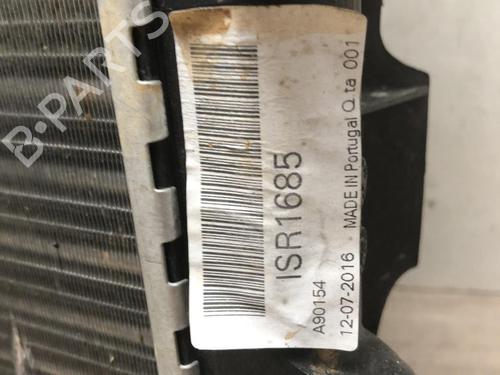 B-PARTS
ISR1685
A90154
12-07-2016 MADE IN Portugal Q.ta 001